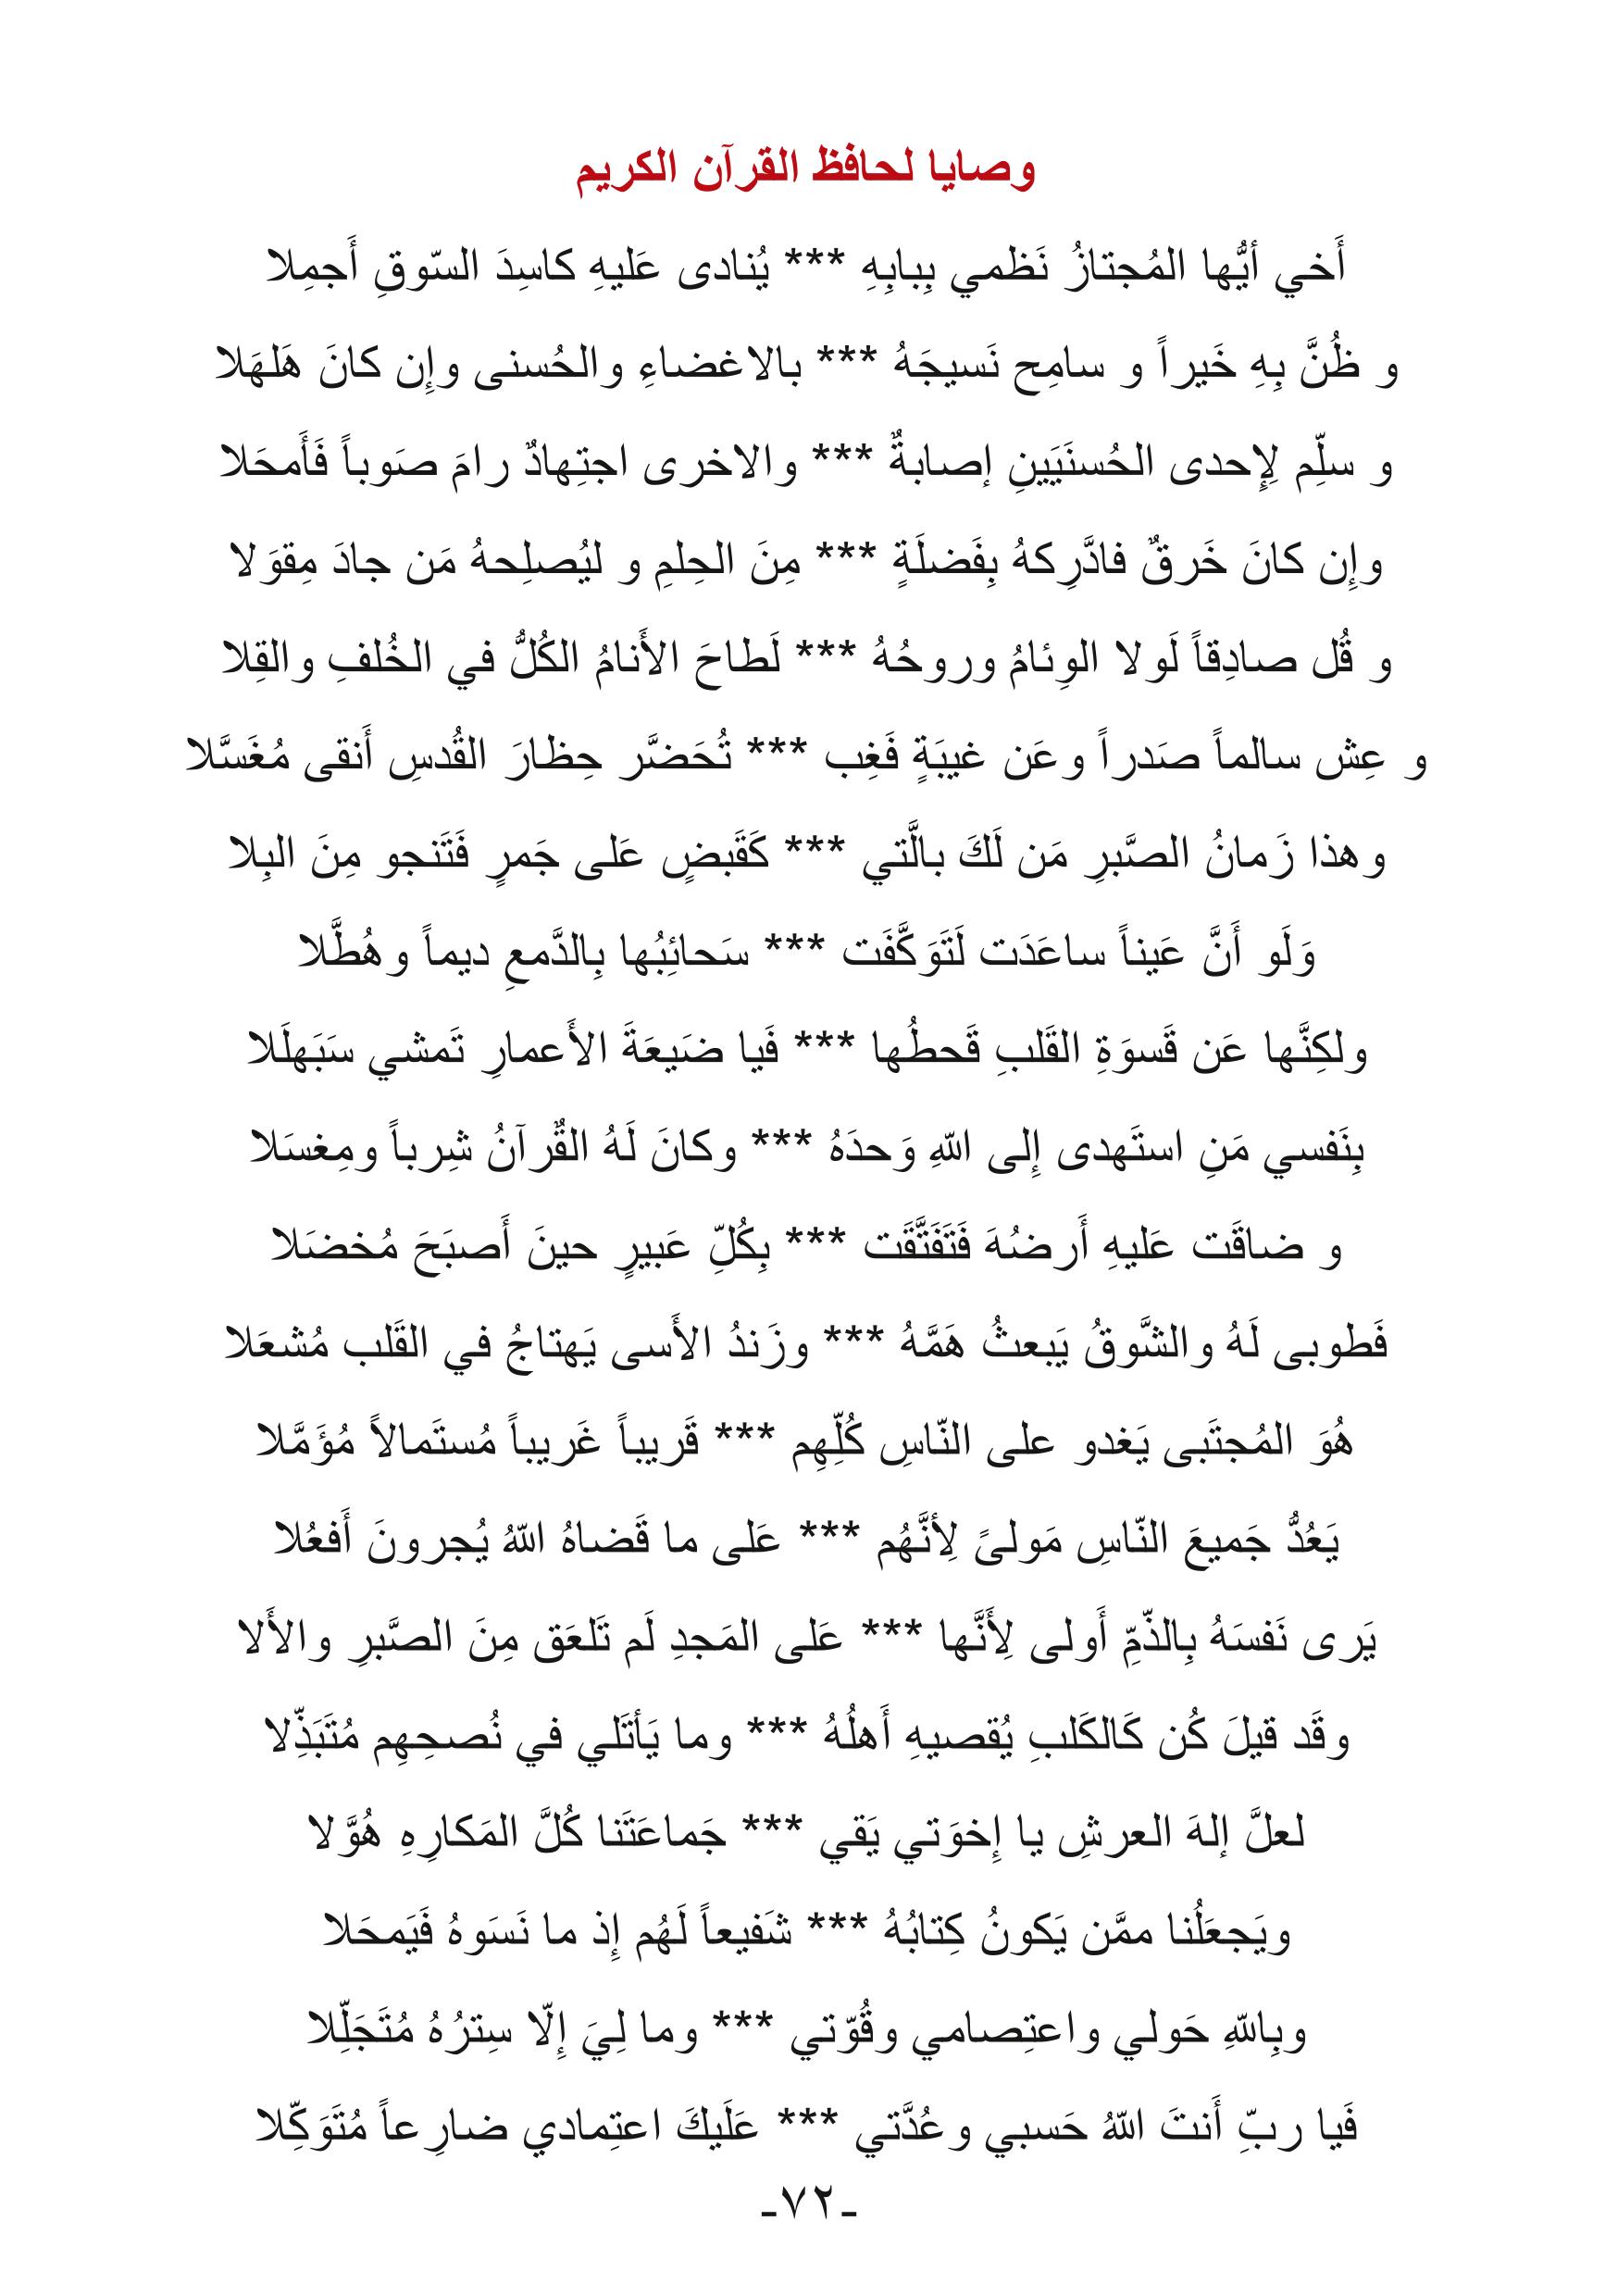 وصايا لحافظ القرآن الكريم
أَخي أيُّها المُجتازُ نَظمي بِبابِهِ *** يُنادى عَليهِ كاسِدَ السّوقِ أَجمِلا
و ظُنَّ بِهِ خَيراً و سامِح نَسيجَهُ *** بالاغضاءِ والحُسنى وإِن كانَ هَلهَلا
و سلِّم لِإِحدى الحُسنَيَينِ إصابةٌ *** والاخرى اجتِهادٌ رامَ صَوباً فَأَمحَلا
وإِن كانَ خَرقٌ فادَّرِكهُ بِفَضلَةٍ *** مِنَ الحِلمِ و ليُصلِحهُ مَن جادَ مِقوَلا
و قُل صادِقاً لَولا الوِئامُ وروحُهُ *** لَطاحَ الأَنامُ الكُلُّ في الخُلفِ والقِلا
و عِش سالماً صَدراً وعَن غيبَةٍ فَغِب *** تُحَضَّر حِظارَ القُدسِ أَنقى مُغَسَّلا
وهذا زَمانُ الصَّبرِ مَن لَكَ بالَّتي *** كَقَبضٍ عَلى جَمرٍ فَتَنجو مِنَ البِلا
وَلَو أَنَّ عَيناً ساعَدَت لَتَوَكَّفَت *** سَحائِبُها بِالدَّمعِ ديماً وهُطَّلا
ولكِنَّها عَن قَسوَةِ القَلبِ قَحطُها *** فَيا ضَيعَةَ الأَعمارِ تَمشي سَبَهلَلا
بِنَفسي مَنِ استَهدى إِلى اللهِ وَحدَهُ *** وكانَ لَهُ القٌرآنُ شِرباً ومِغسَلا
و ضاقَت عَليهِ أَرضُهَ فَتَفَتَّقَت *** بِكُلِّ عَبيرٍ حينَ أَصبَحَ مُخضَلا
فَطوبى لَهُ والشَّوقُ يَبعثُ هَمَّهُ *** وزَندُ الأَسى يَهتاجُ في القَلب مُشعَلا
هُوَ المُجتَبى يَغدو على النّاسِ كُلِّهِم *** قَريباً غَريباً مُستَمالاً مُؤَمَّلا
يَعُدُّ جَميعَ النّاسِ مَولىً لِأنَّهُم *** عَلى ما قَضاهُ اللهُ يُجرونَ أَفعُلا
يَرى نَفسَهُ بِالذّمِّ أَولى لِأَنَّها *** عَلى المَجدِ لَم تَلعَق مِنَ الصَّبرِ والأَلا
وقَد قيلَ كُن كَالكَلبِ يُقصيهِ أَهلُهُ *** وما يَأتَلي في نُصحِهِم مُتَبَذِّلا
لعلَّ إلهَ العرشِ يا إِخوَتي يَقي *** جَماعَتَنا كُلَّ المَكارِهِ هُوَّلا
ويَجعَلُنا ممَّن يَكونُ كِتابُهُ *** شَفيعاً لَهُم إِذ ما نَسَوهُ فَيَمحَلا
وبِاللهِ حَولي واعتِصامي وقُوّتي *** وما لِيَ إِلّا سِترُهُ مُتَجَلِّلا
فَيا ربِّ أَنتَ اللهُ حَسبي وعُدَّتي *** عَلَيكَ اعتِمادي ضارِعاً مُتَوَكِّلا
-٧٢-